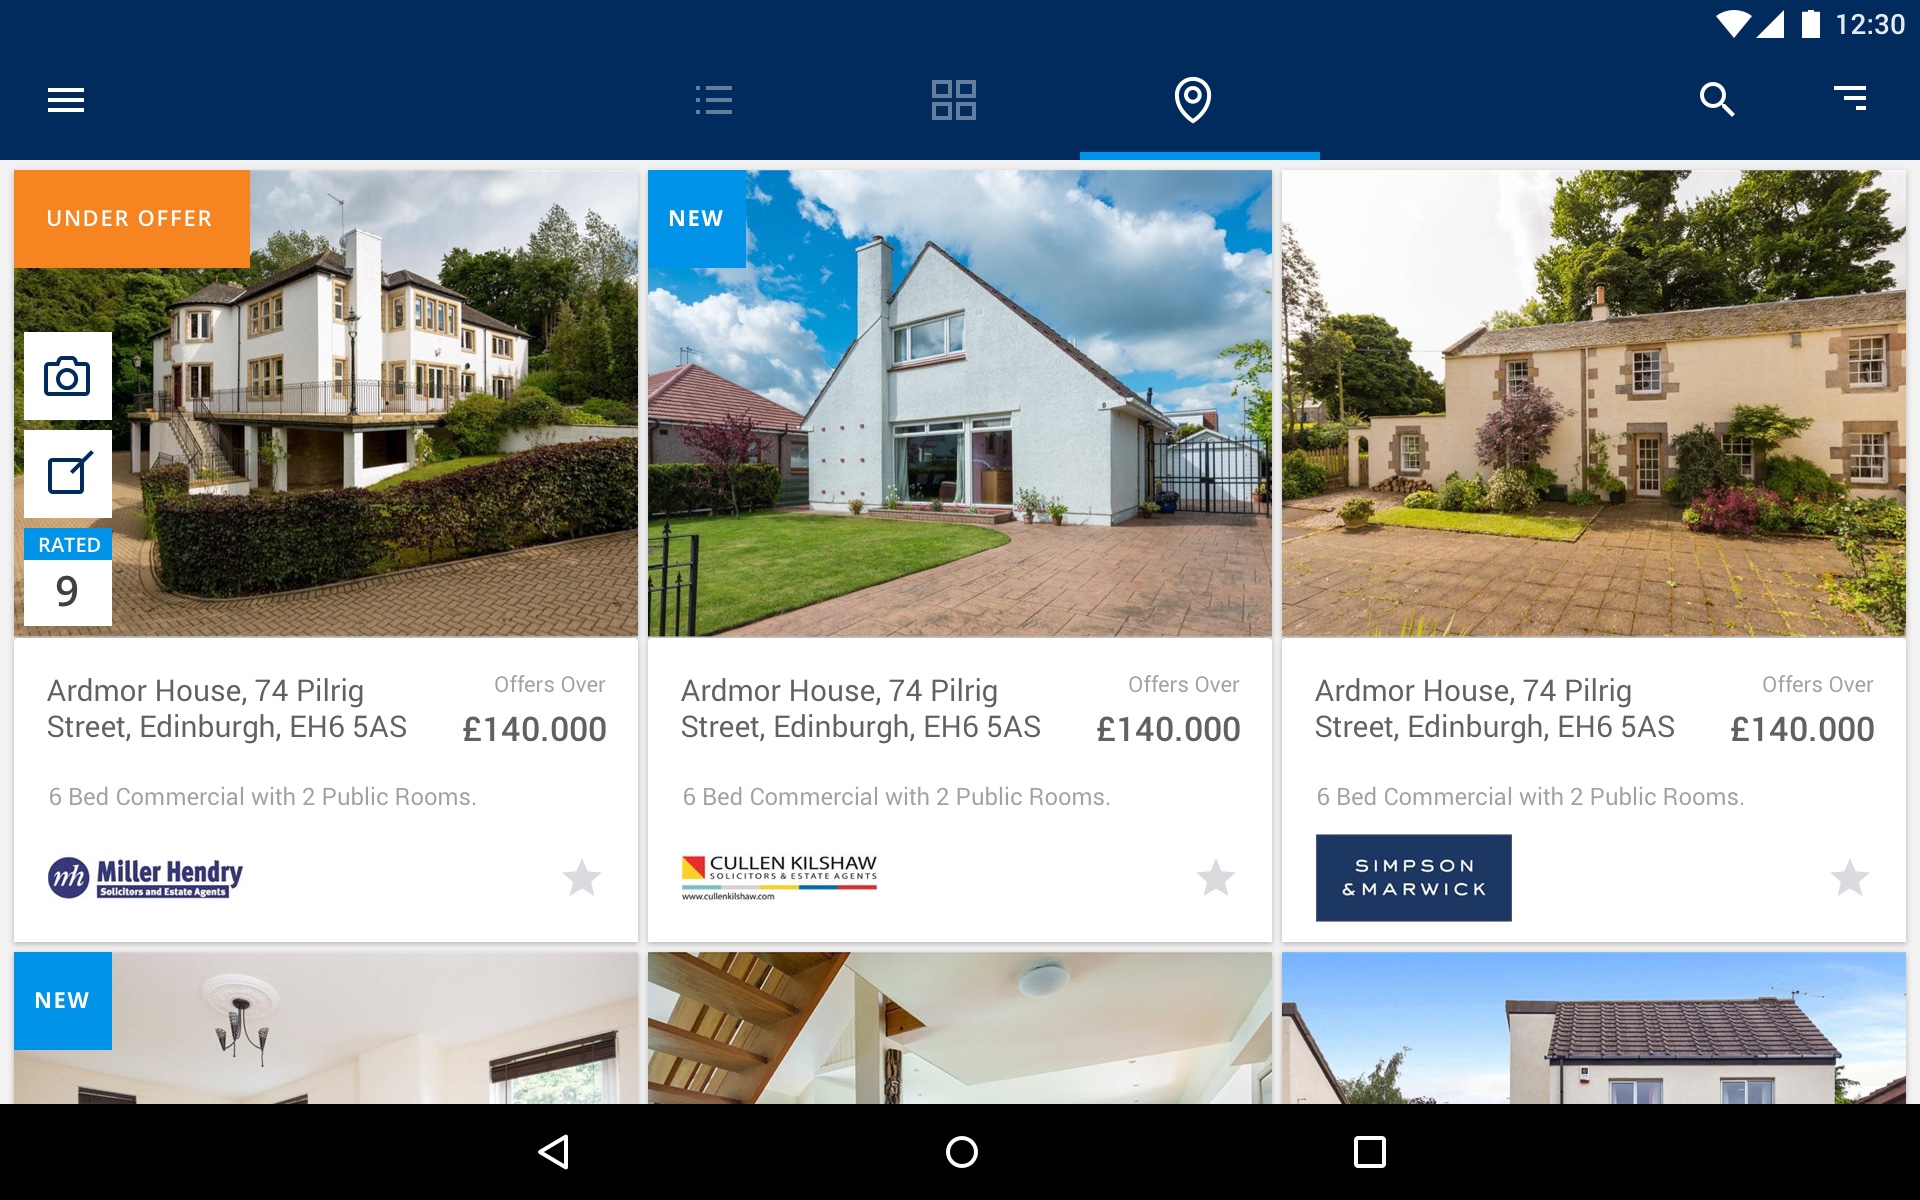 12:30
UNDER OFFER
RATED
9
Ardmor House, 74 Pilrig
Street, Edinburgh, EH6 5AS
Offers Over
£140.000
6 Bed Commercial with 2 Public Rooms.
mh Miller Hendry
Solicitors and Estate Agents
NEW
Ardmor House, 74 Pilrig
Street, Edinburgh, EH6 5AS
Offers Over
£140.000
6 Bed Commercial with 2 Public Rooms.
CULLEN KILSHAW
SOLICITORS & ESTATE AGENTS
www.cullenkilshaw.com
Ardmor House, 74 Pilrig
Street, Edinburgh, EH6 5AS
Offers Over
£140.000
6 Bed Commercial with 2 Public Rooms.
SIMPSON
&MARWICK
NEW